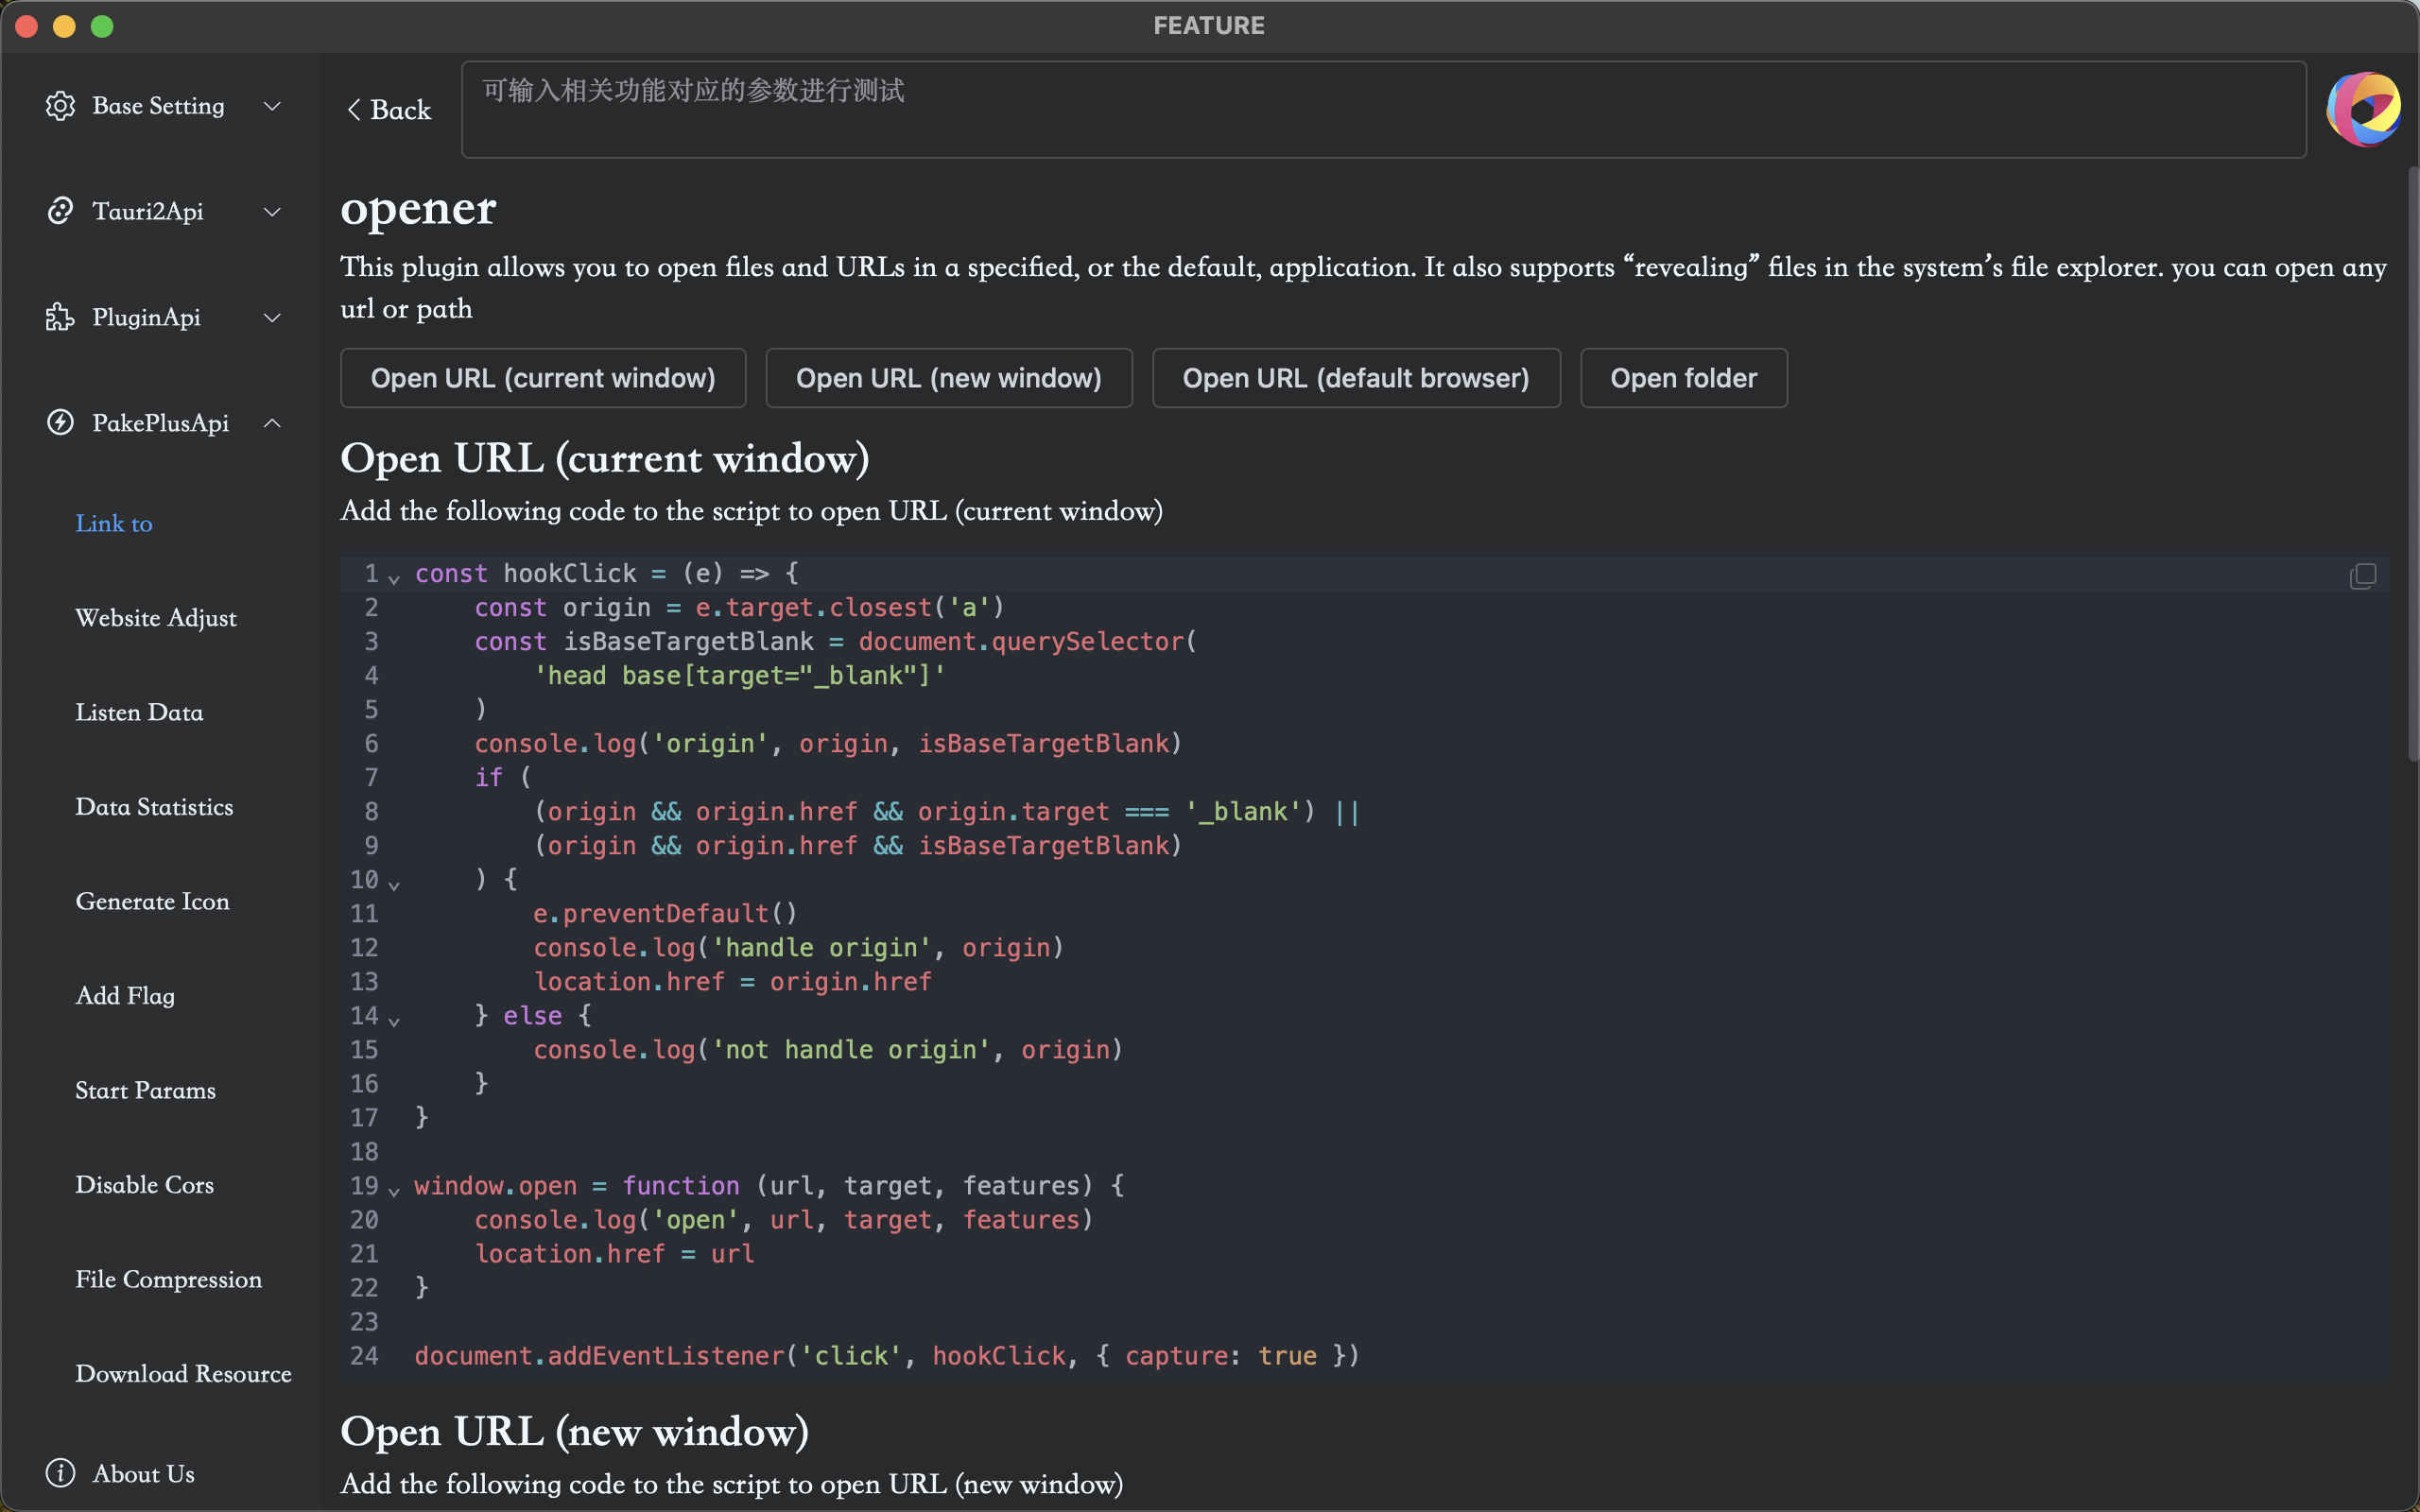 FEATURE
Base Setting
Tauri2Api
PluginApi
PakePlusApi
Link to
Website Adjust
Listen Data
Data Statistics
Generate Icon
Add Flag
Start Params
Disable Cors
File Compression
Download Resource
About Us
Back
可输入相关功能对应的参数进行测试
opener
This plugin allows you to open files and URLs in a specified, or the default, application. It also supports “revealing” files in the system’s file explorer. you can open any
url or path
Open URL (current window)
Open URL (new window)
Open URL (default browser)
Open folder
Open URL (current window)
Add the following code to the script to open URL (current window)
1 const hookClick = (e) => {
2     const origin = e.target.closest('a')
3     const isBaseTargetBlank = document.querySelector(
4         'head base[target="_blank"]'
5     )
6     console.log('origin', origin, isBaseTargetBlank)
7     if (
8         (origin && origin.href && origin.target === '_blank') ||
9         (origin && origin.href && isBaseTargetBlank)
10     ) {
11         e.preventDefault()
12         console.log('handle origin', origin)
13         location.href = origin.href
14     } else {
15         console.log('not handle origin', origin)
16     }
17 }
18
19 window.open = function (url, target, features) {
20     console.log('open', url, target, features)
21     location.href = url
22 }
23
24 document.addEventListener('click', hookClick, { capture: true })
Open URL (new window)
Add the following code to the script to open URL (new window)